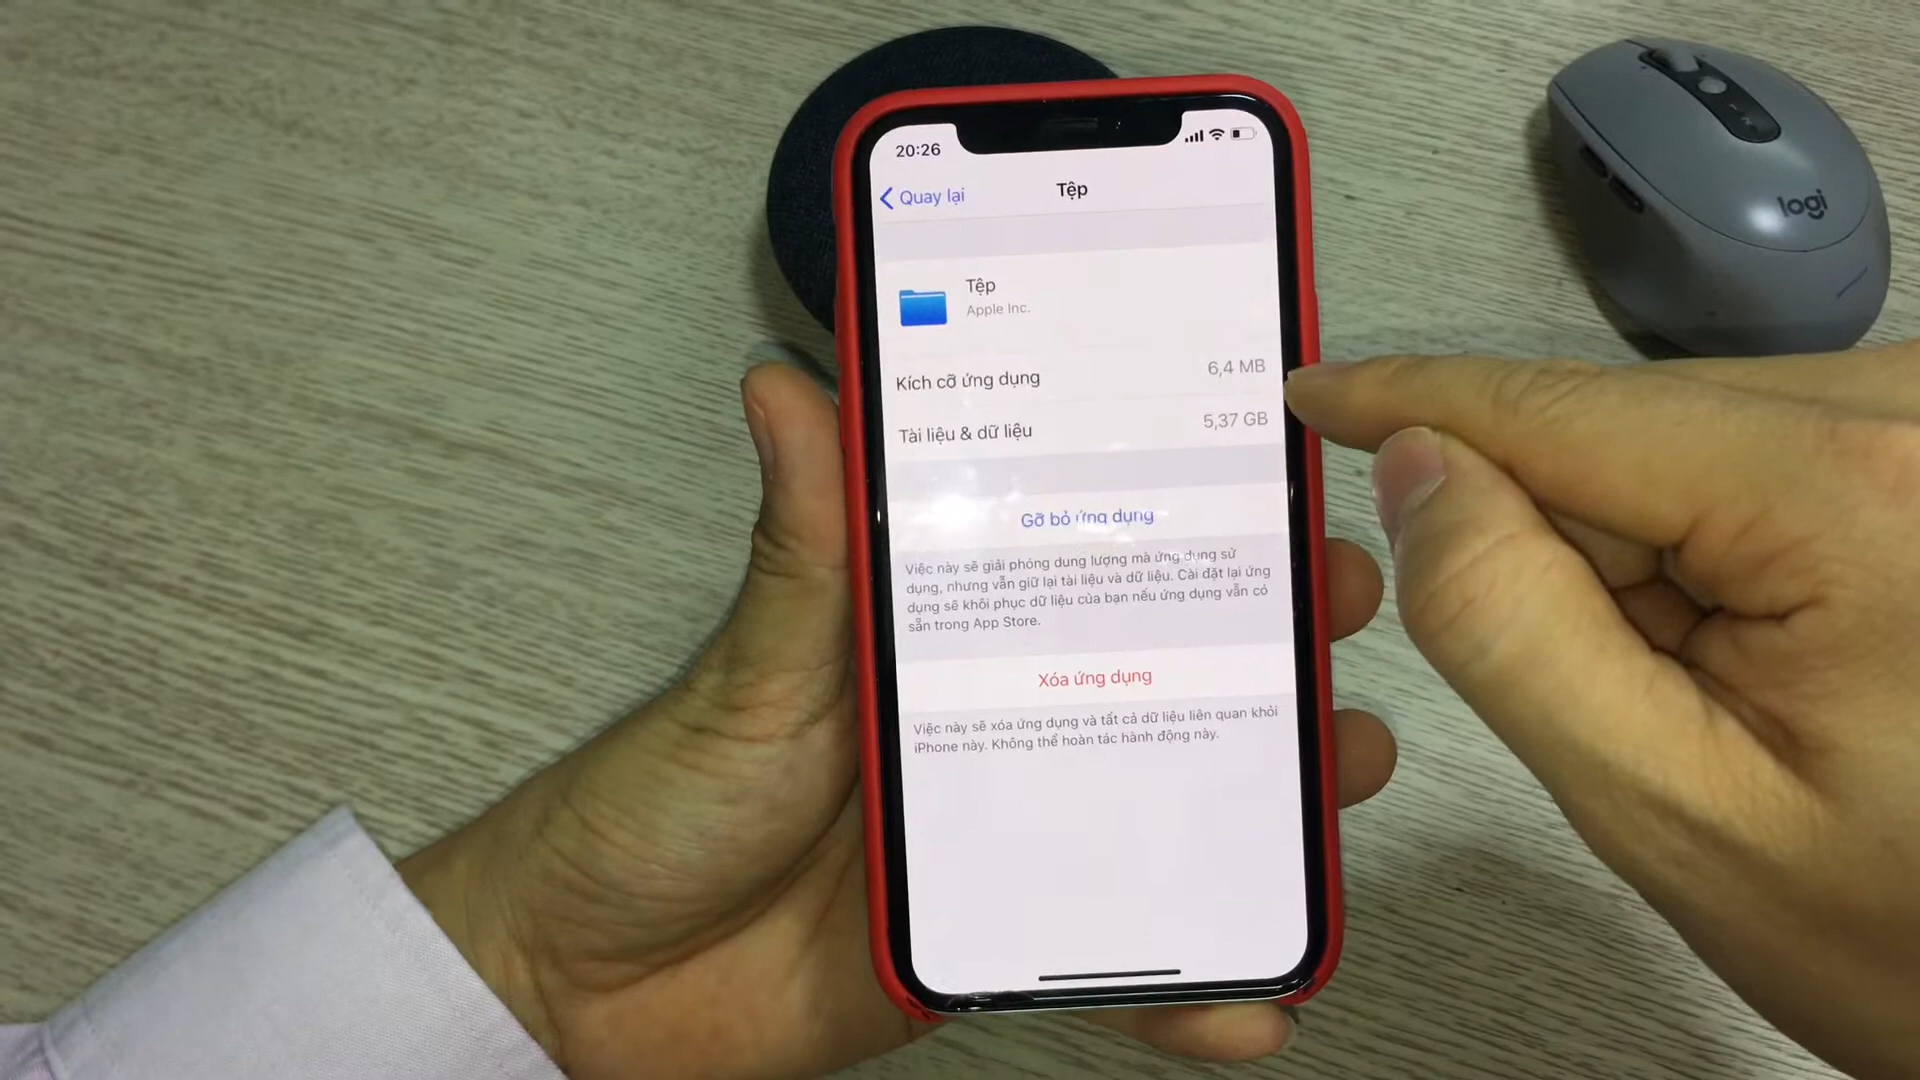 20:26
Quay lại
Tệp
Tệp
Apple Inc.
Kích cỡ ứng dụng 6,4 MB
Tài liệu & dữ liệu 5,37 GB
Gỡ bỏ ứng dụng
Việc này sẽ giải phóng dung lượng mà ứng dụng sử
dụng, nhưng vẫn giữ lại tài liệu và dữ liệu. Cài đặt lại ứng
dụng sẽ khôi phục dữ liệu của bạn nếu ứng dụng vẫn có
sẵn trong App Store.
Xóa ứng dụng
Việc này sẽ xóa ứng dụng và tất cả dữ liệu liên quan khỏi
iPhone này. Không thể hoàn tác hành động này.
logi